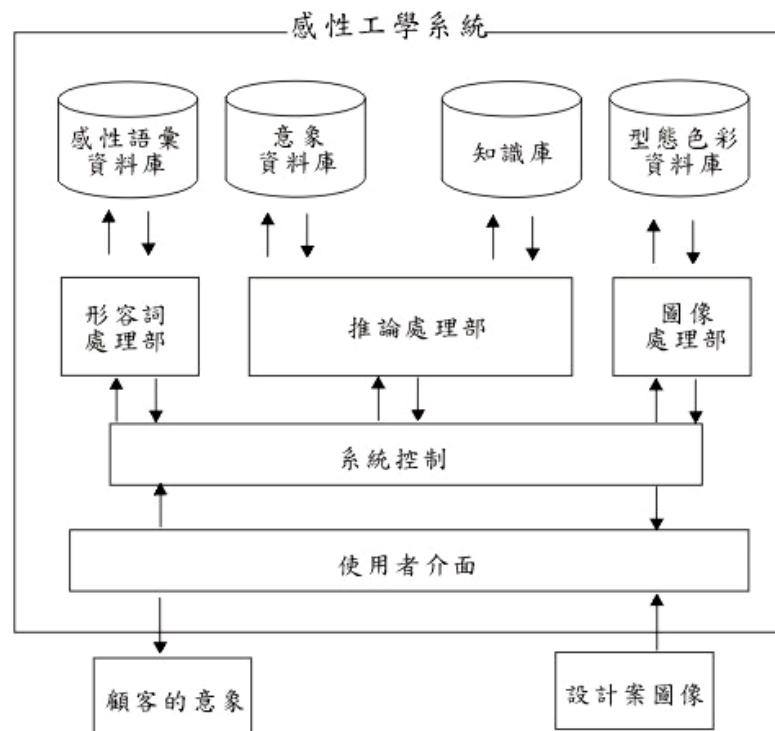 感性工學系統
感性語彙
資料庫
意象
資料庫
知識庫
型態色彩
資料庫
形容詞
處理部
推論處理部
圖像
處理部
系統控制
使用者介面
顧客的意象
設計案圖像